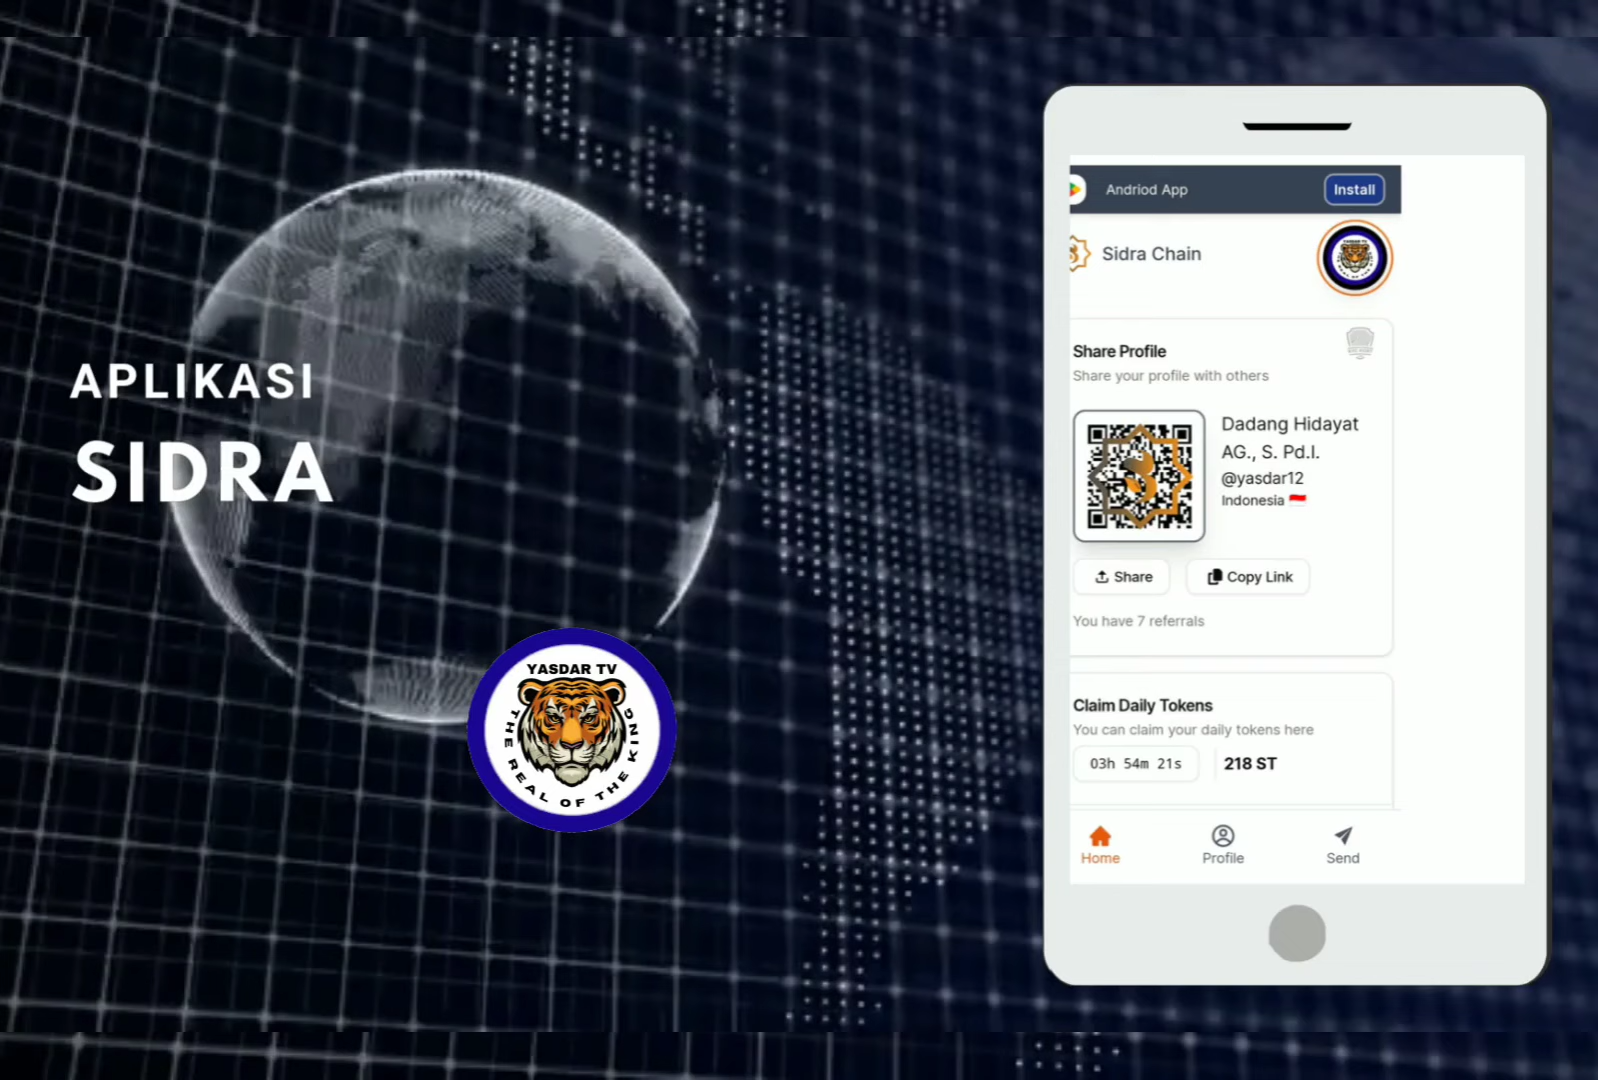 APLIKASI
SIDRA
YASDAR TV
THE REAL OF THE KING
Andriod App
Install
Sidra Chain
Share Profile
Share your profile with others
Dadang Hidayat
AG., S. Pd.I.
@yasdar12
Indonesia
Share
Copy Link
You have 7 referrals
Claim Daily Tokens
You can claim your daily tokens here
03h 54m 21s
218 ST
Home
Profile
Send